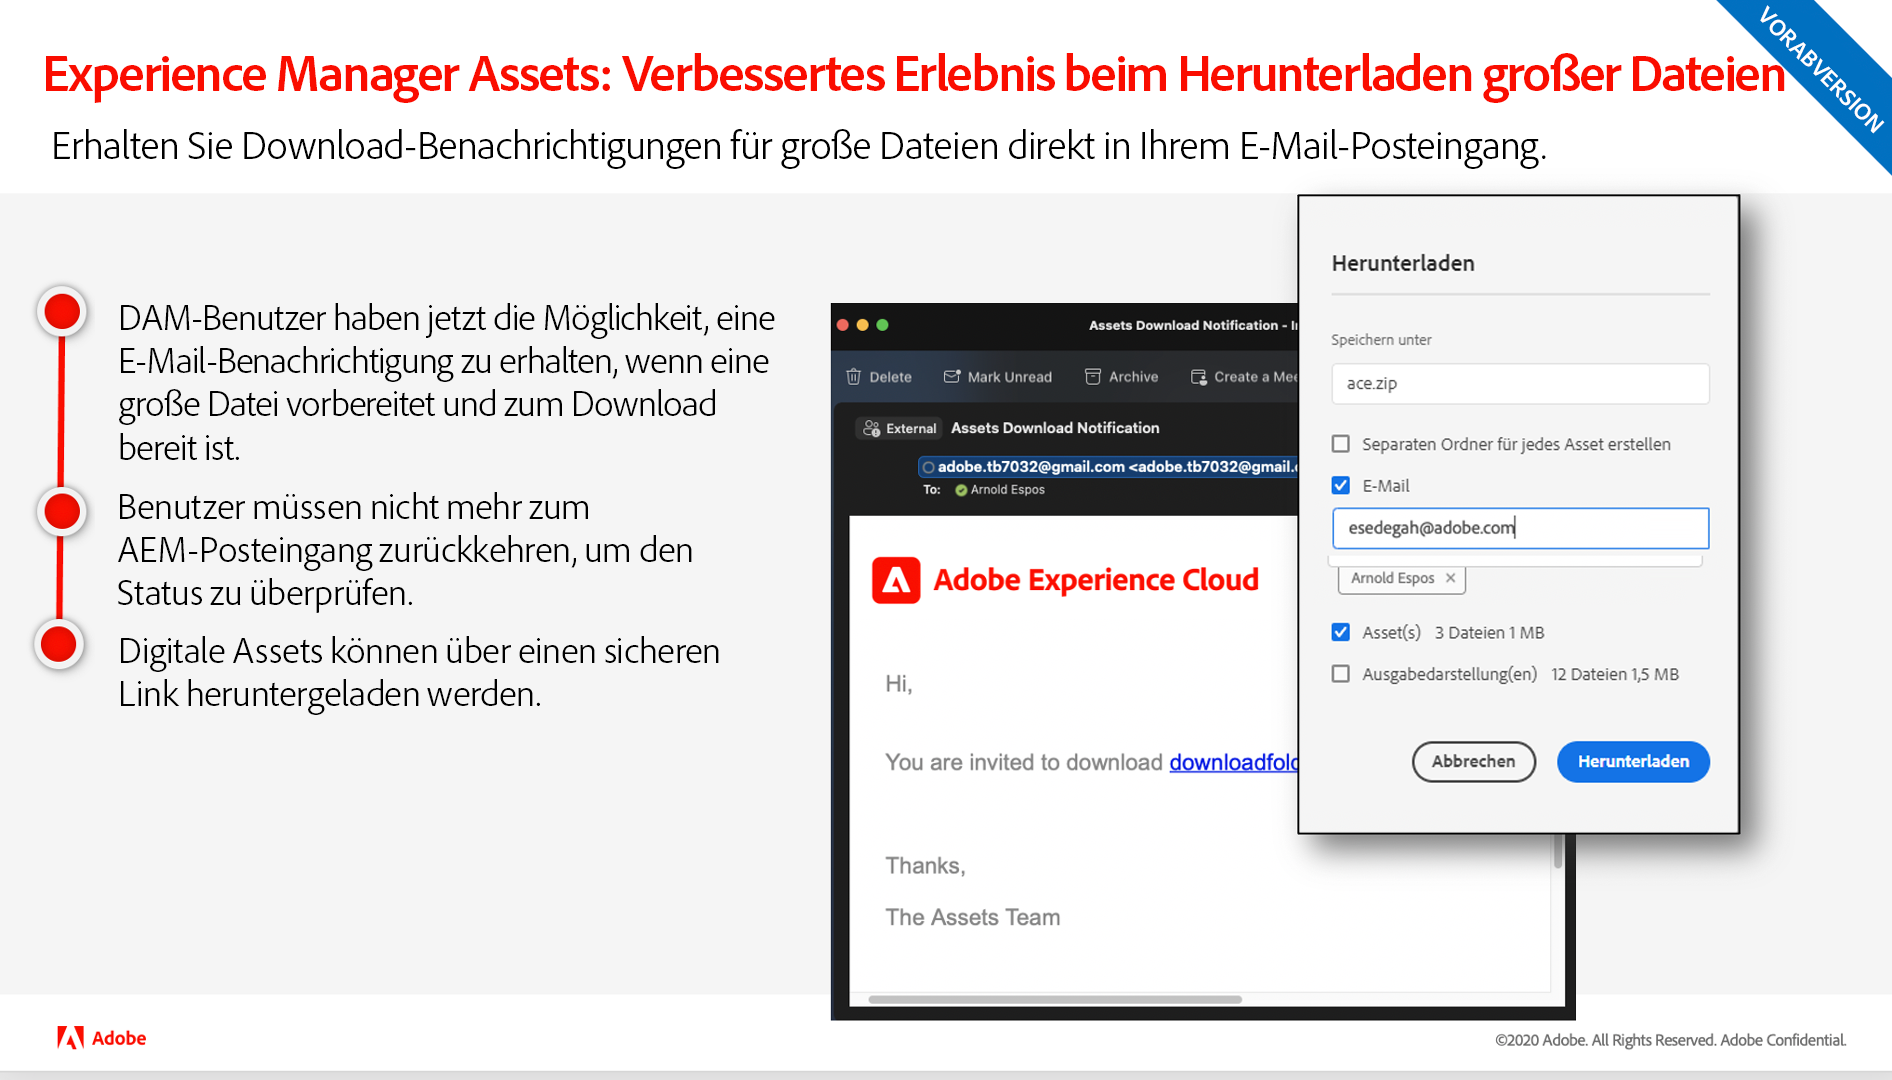 VORABVERSION
Experience Manager Assets: Verbessertes Erlebnis beim Herunterladen großer Dateien
Erhalten Sie Download-Benachrichtigungen für große Dateien direkt in Ihrem E-Mail-Posteingang.
DAM-Benutzer haben jetzt die Möglichkeit, eine
E-Mail-Benachrichtigung zu erhalten, wenn eine
große Datei vorbereitet und zum Download
bereit ist.
Benutzer müssen nicht mehr zum
AEM-Posteingang zurückkehren, um den
Status zu überprüfen.
Digitale Assets können über einen sicheren
Link heruntergeladen werden.
Assets Download Notification - I
Delete Mark Unread Archive Create a Mee
External Assets Download Notification
adobe.tb7032@gmail.com <adobe.tb7032@gmail.
To: Arnold Espos
Adobe Experience Cloud
Hi,
You are invited to download downloadfol
Thanks,
The Assets Team
Herunterladen
Speichern unter
ace.zip
Separaten Ordner für jedes Asset erstellen
E-Mail
esedegah@adobe.com
Arnold Espos ×
Asset(s) 3 Dateien 1 MB
Ausgabedarstellung(en) 12 Dateien 1,5 MB
Abbrechen Herunterladen
Adobe
©2020 Adobe. All Rights Reserved. Adobe Confidential.